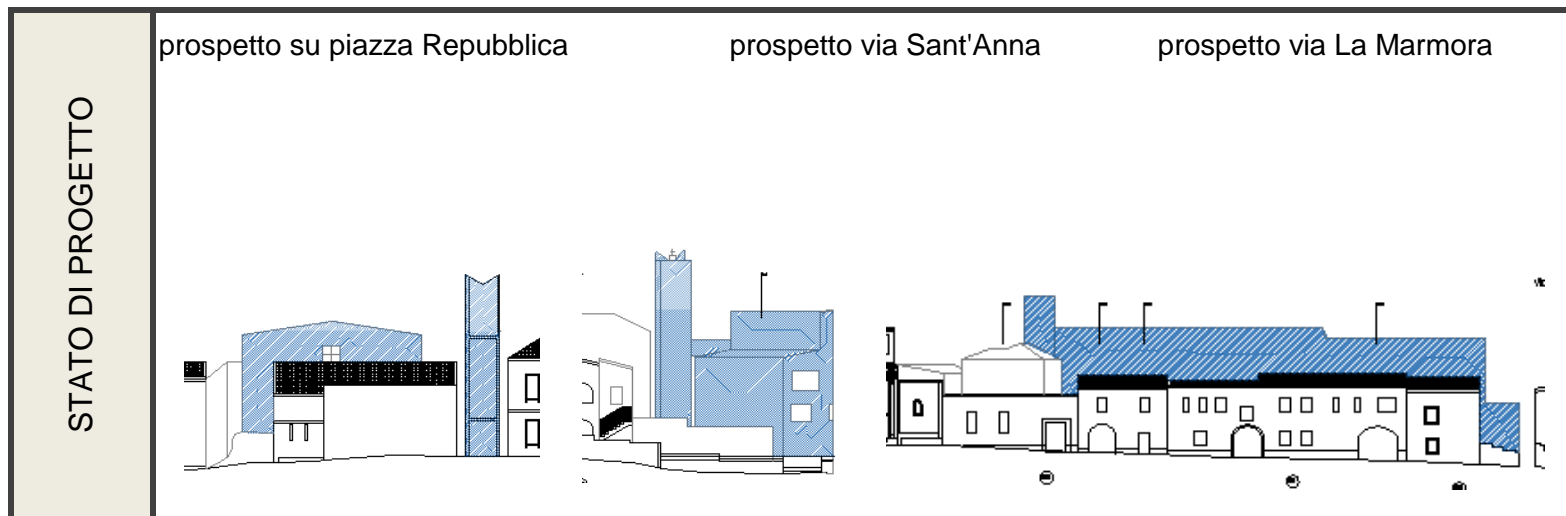 prospetto su piazza Repubblica
prospetto via Sant'Anna
prospetto via La Marmora
STATO DI PROGETTO